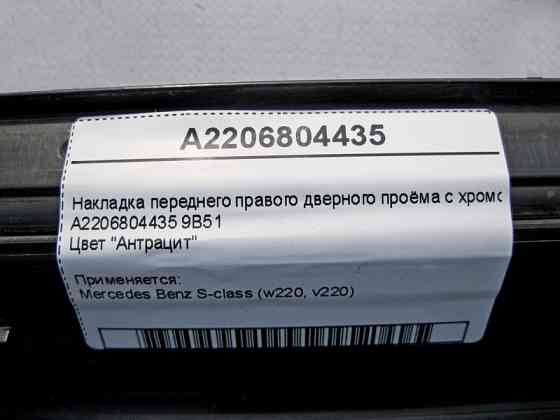 A2206804435
Накладка переднего правого дверного проёма с хромо
A2206804435 9B51
Цвет "Антрацит"
Применяется:
Mercedes Benz S-class (w220, v220)